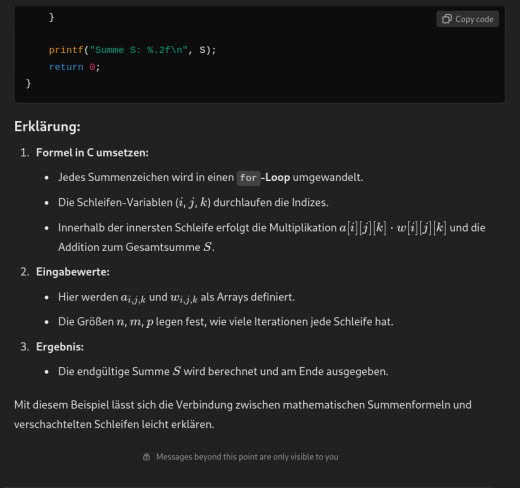 }
Copy code
printf("Summe S: %.2f\n", S);
return 0;
}
Erklärung:
1. Formel in C umsetzen:
• Jedes Summenzeichen wird in einen for-Loop umgewandelt.
• Die Schleifen-Variablen (i, j, k) durchlaufen die Indizes.
• Innerhalb der innersten Schleife erfolgt die Multiplikation a[i][j][k] · w[i][j][k] und die
Addition zum Gesamtsumme S.
2. Eingabewerte:
• Hier werden a_{i,j,k} und w_{i,j,k} als Arrays definiert.
• Die Größen n, m, p legen fest, wie viele Iterationen jede Schleife hat.
3. Ergebnis:
• Die endgültige Summe S wird berechnet und am Ende ausgegeben.
Mit diesem Beispiel lässt sich die Verbindung zwischen mathematischen Summenformeln und
verschachtelten Schleifen leicht erklären.
Messages beyond this point are only visible to you